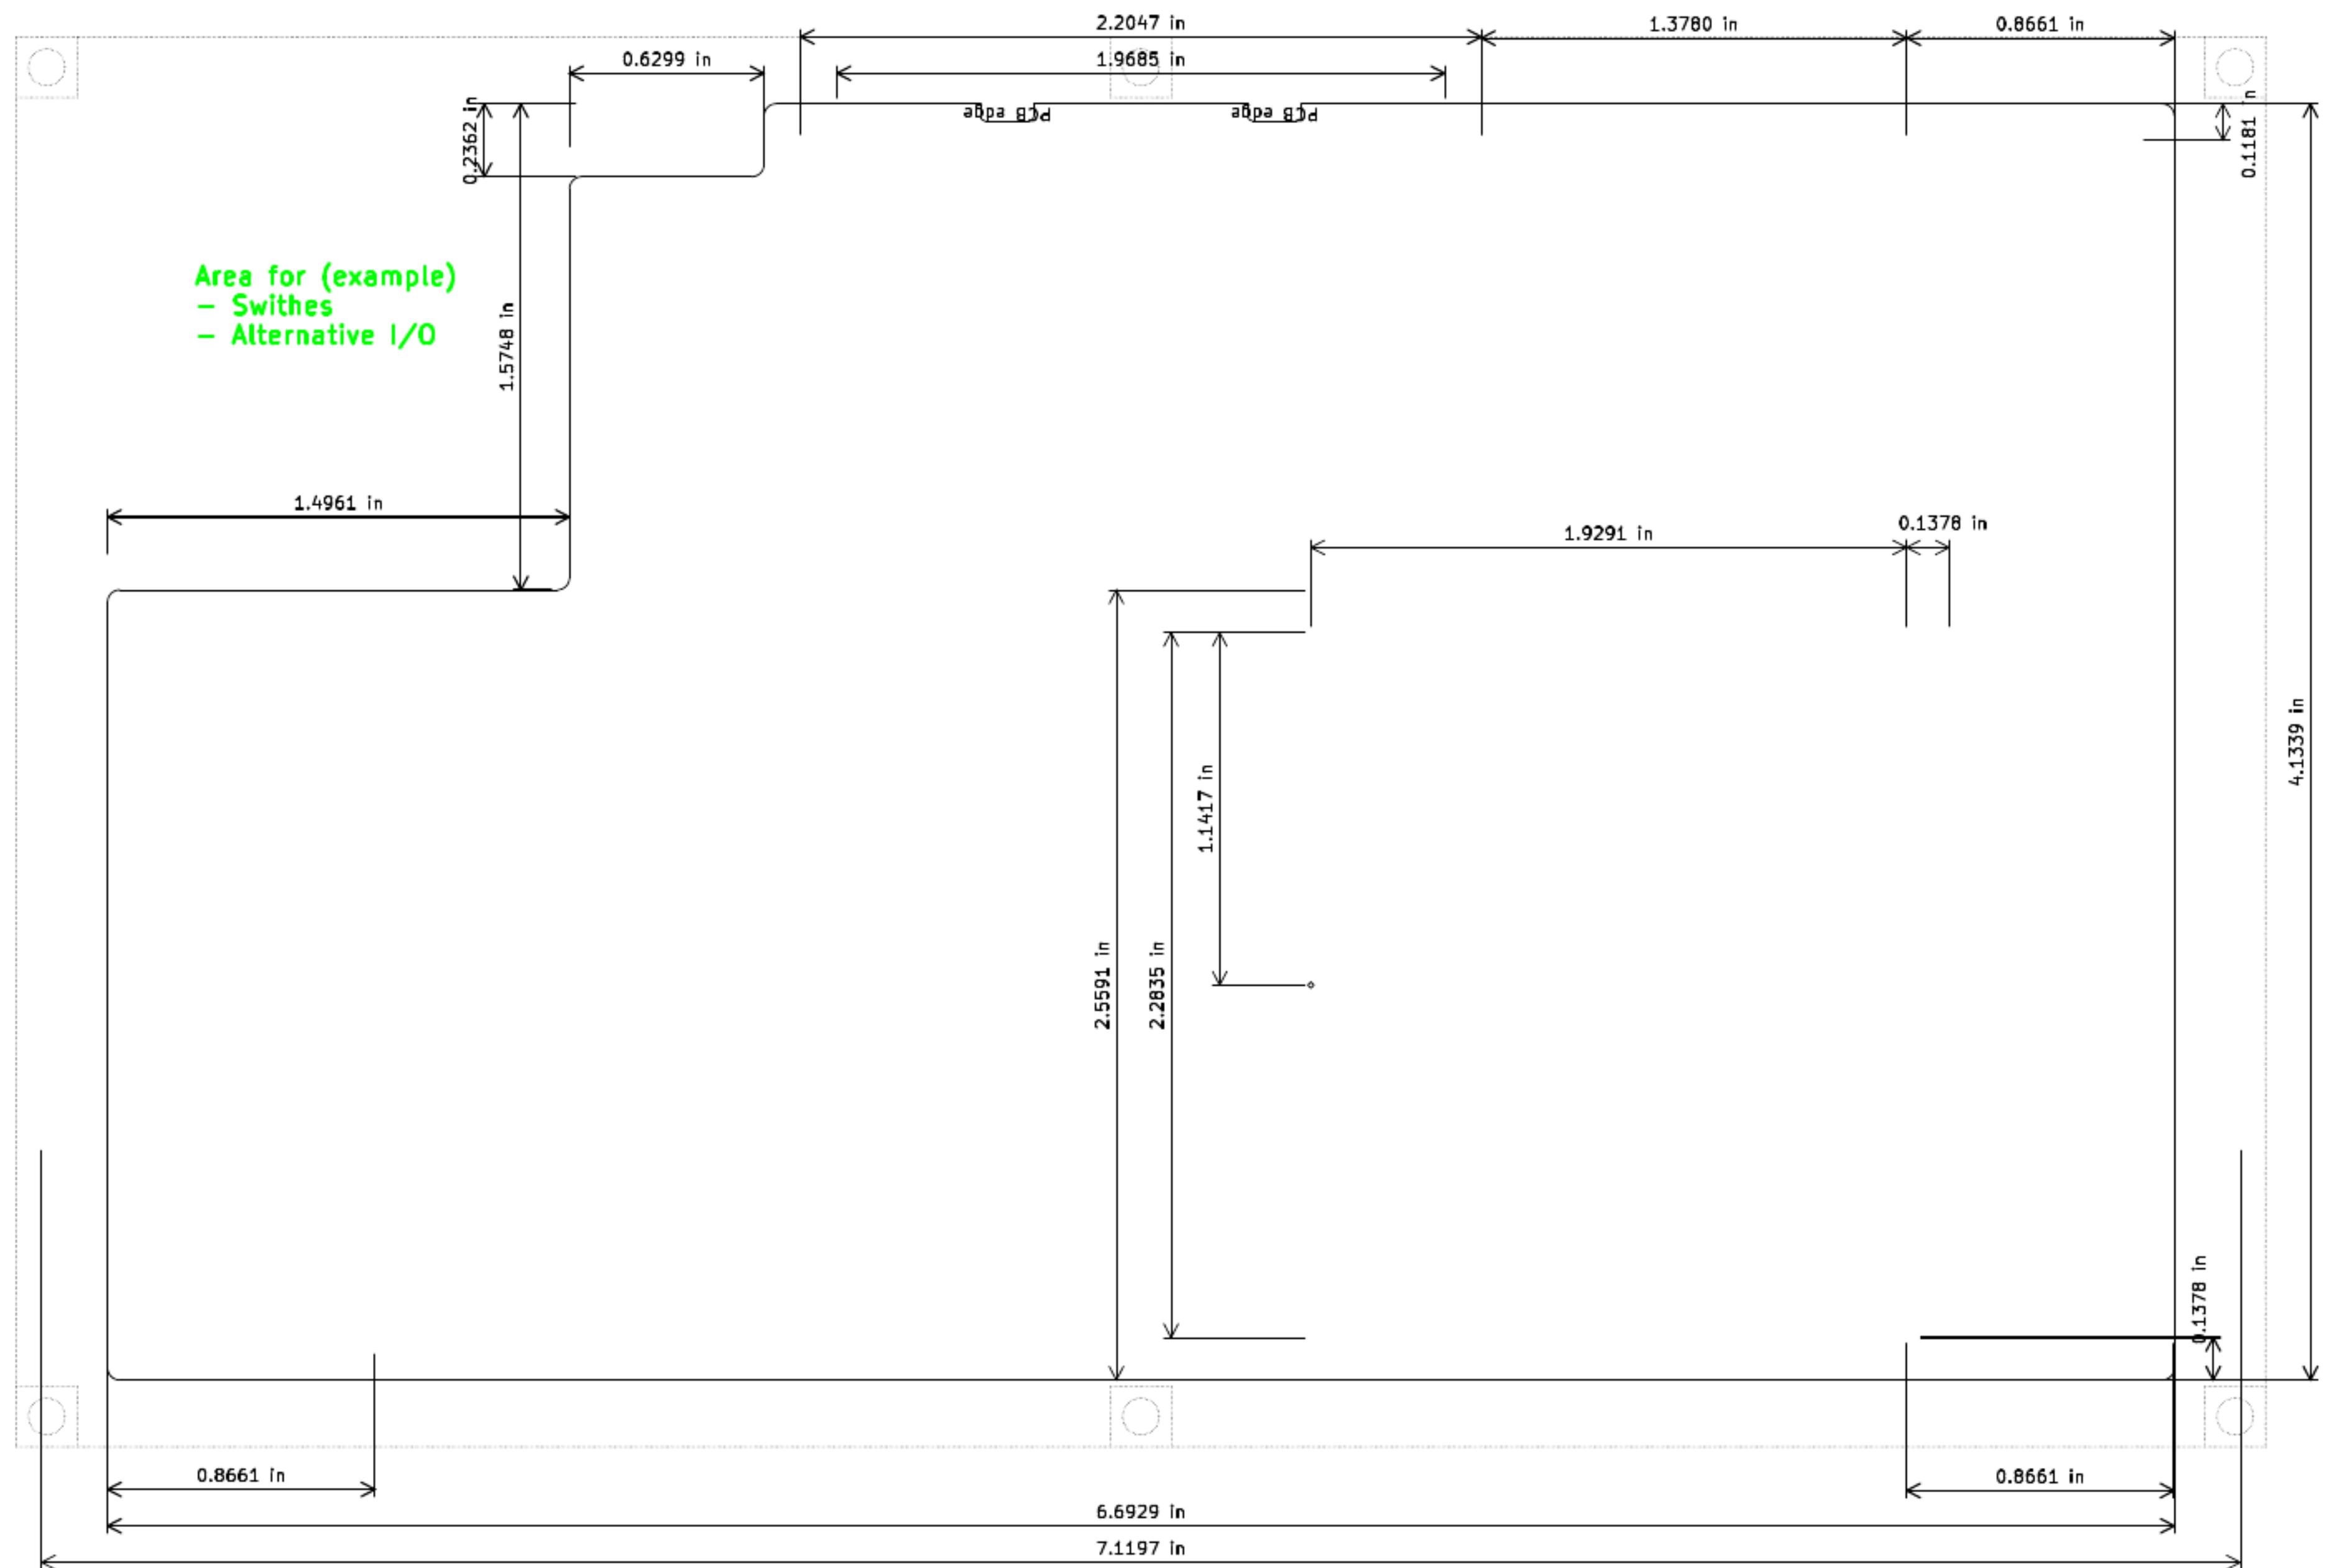 2.2047 in
1.3780 in
0.8661 in
0.6299 in
1.9685 in
0.2362 in
PCB edge
PCB edge
0.1181 in
Area for (example)
- Swithes
- Alternative I/O
1.5748 in
1.4961 in
1.9291 in
0.1378 in
4.1339 in
1.1417 in
2.5591 in
2.2835 in
0.1378 in
0.8661 in
0.8661 in
6.6929 in
7.1197 in